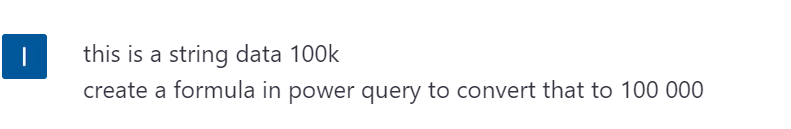 I
this is a string data 100k
create a formula in power query to convert that to 100 000